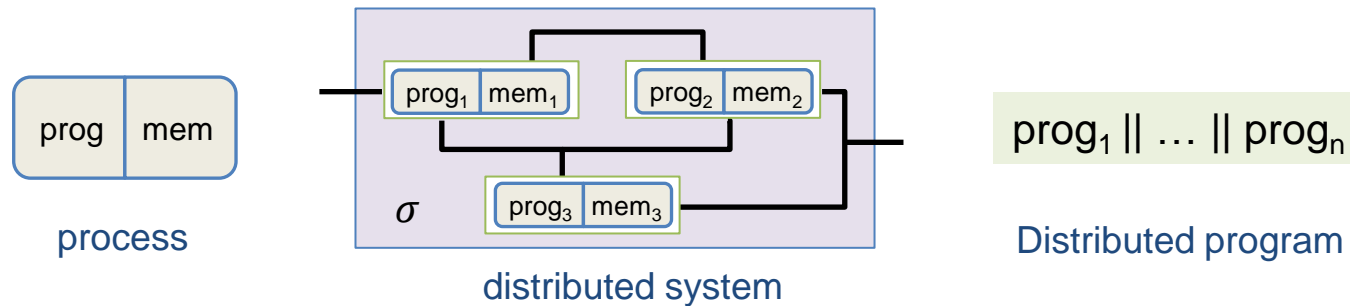 prog mem
process
prog₁ mem₁
prog₂ mem₂
σ
prog₃ mem₃
distributed system
prog₁ || … || progₙ
Distributed program